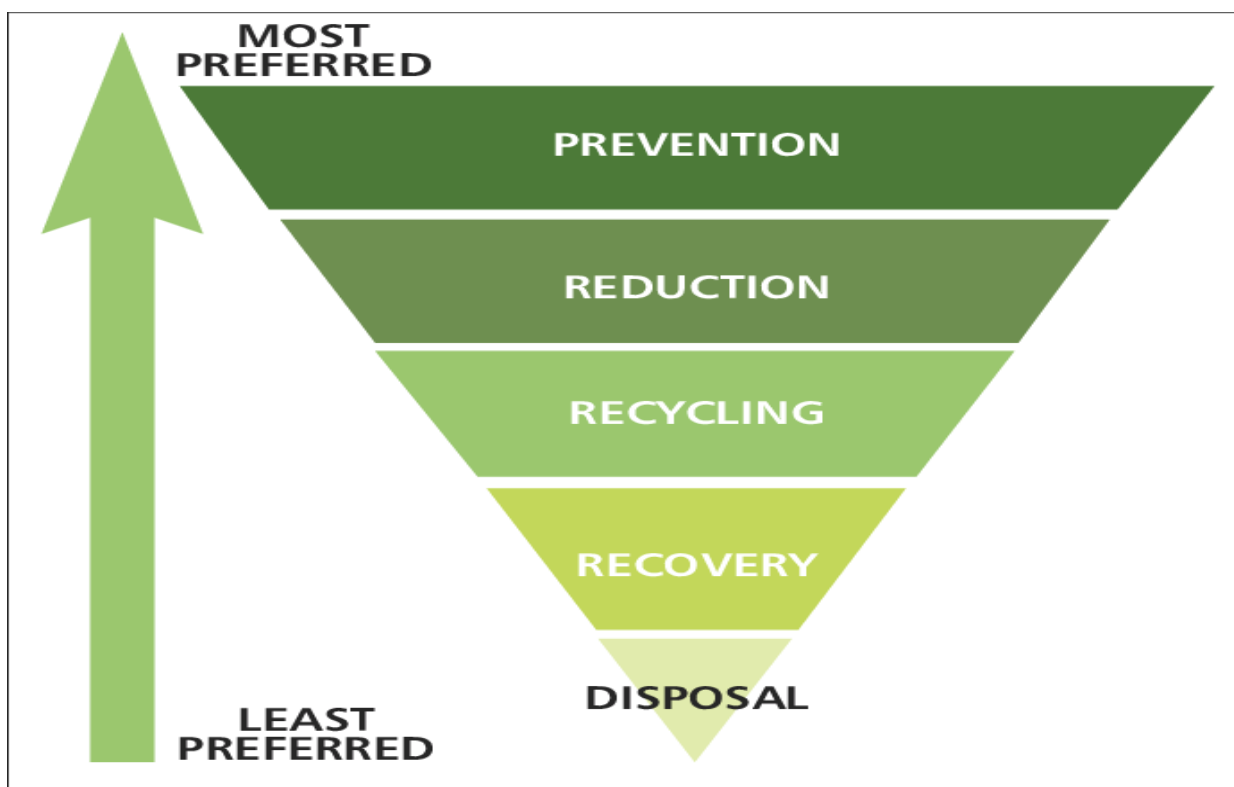 MOST
PREFERRED
PREVENTION
REDUCTION
RECYCLING
RECOVERY
DISPOSAL
LEAST
PREFERRED